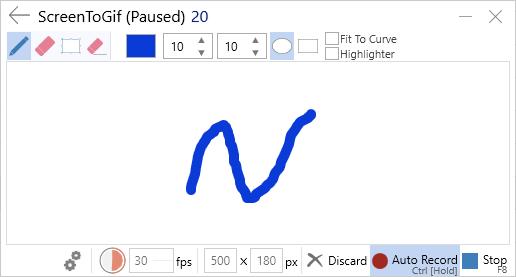 ScreenToGif (Paused) 20
10 10 Fit To Curve
Highlighter
30 fps 500 x 180 px Discard Auto Record Stop
Ctrl [Hold] F8